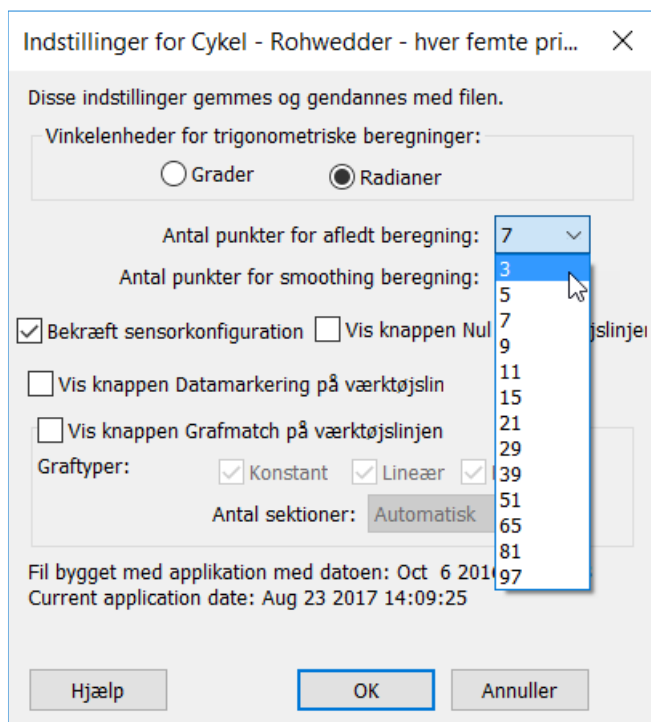 Indstillinger for Cykel - Rohwedder - hver femte pri...
Disse indstillinger gemmes og gendannes med filen.
Vinkelenheder for trigonometriske beregninger:
Grader Radianer
Antal punkter for afledt beregning: 7
Antal punkter for smoothing beregning:
3
5
7
9
11
15
21
29
39
51
65
81
97
Bekræft sensorkonfiguration Vis knappen Nul
Vis knappen Datamarkering på værktøjslin
Vis knappen Grafmatch på værktøjslinjen
Graftyper: Konstant Lineær
Antal sektioner: Automatisk
Fil bygget med applikation med datoen: Oct 6 201
Current application date: Aug 23 2017 14:09:25
Hjælp OK Annuller